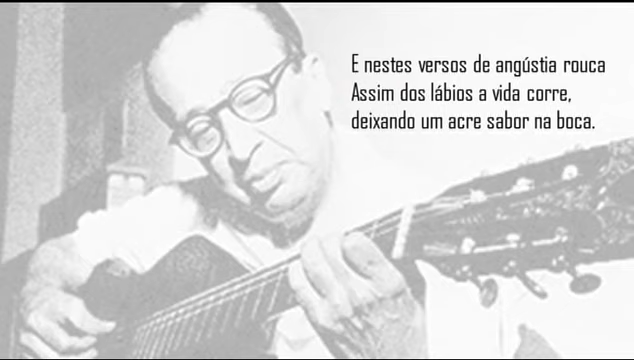 E nestes versos de angústia rouca
Assim dos lábios a vida corre,
deixando um acre sabor na boca.